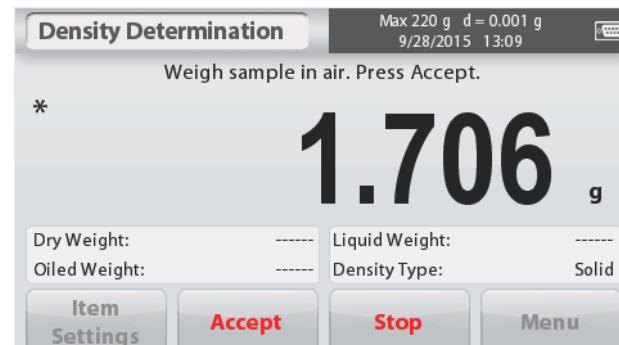 Density Determination
Max 220 g d = 0.001 g
9/28/2015 13:09
Weigh sample in air. Press Accept.
*
1.706 g
Dry Weight: ------ Liquid Weight: ------
Oiled Weight: ------ Density Type: Solid
Item Settings
Accept
Stop
Menu